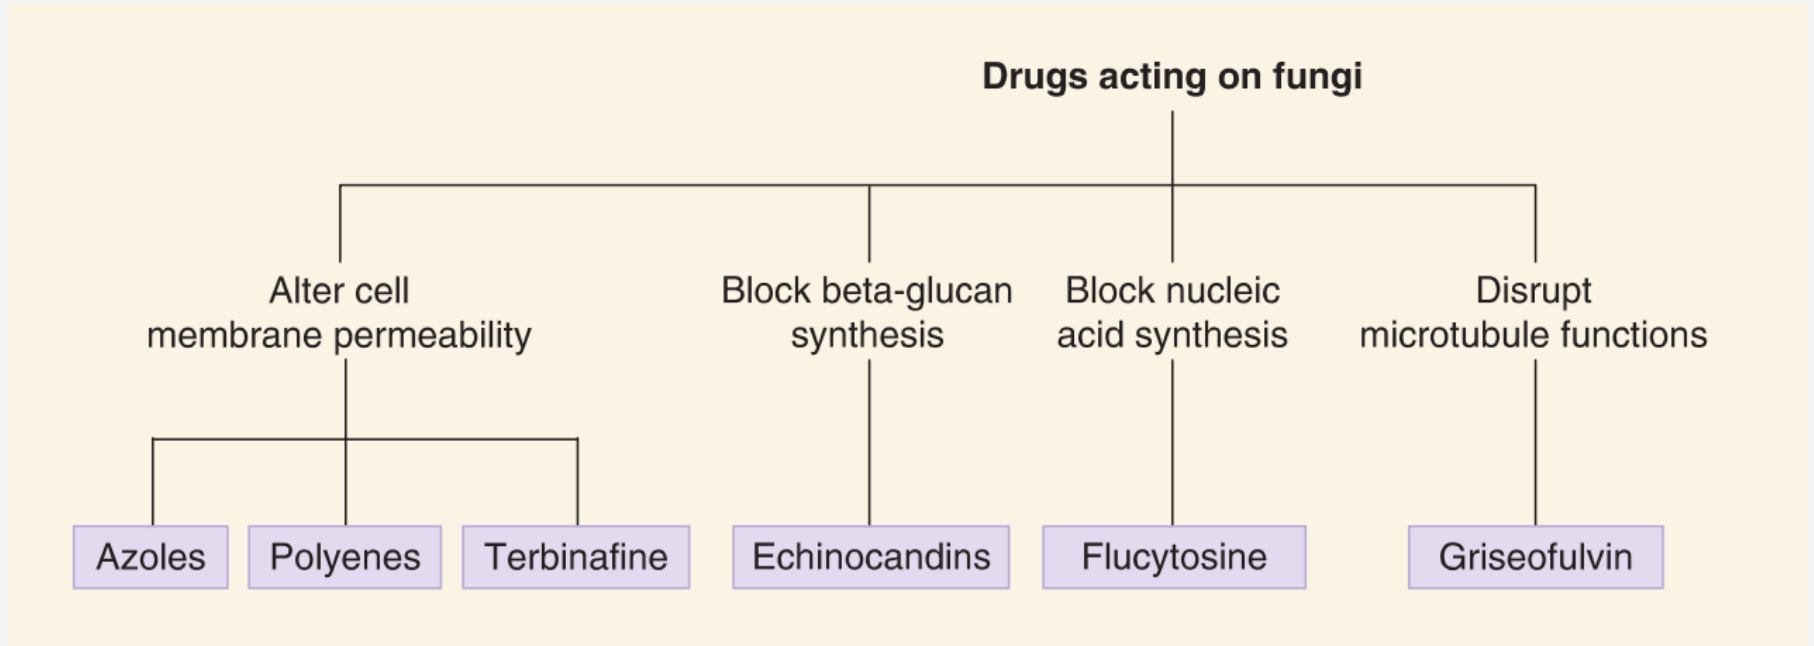 Drugs acting on fungi
Alter cell
membrane permeability
Block beta-glucan
synthesis
Block nucleic
acid synthesis
Disrupt
microtubule functions
Azoles
Polyenes
Terbinafine
Echinocandins
Flucytosine
Griseofulvin